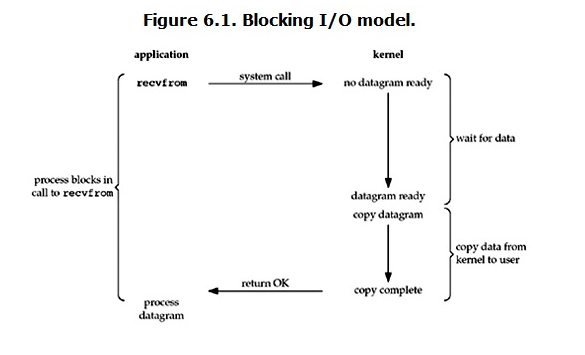 Figure 6.1. Blocking I/O model.
application
kernel
recvfrom
system call
no datagram ready
wait for data
process blocks in
call to recvfrom
datagram ready
copy datagram
copy data from
kernel to user
return OK
copy complete
process
datagram